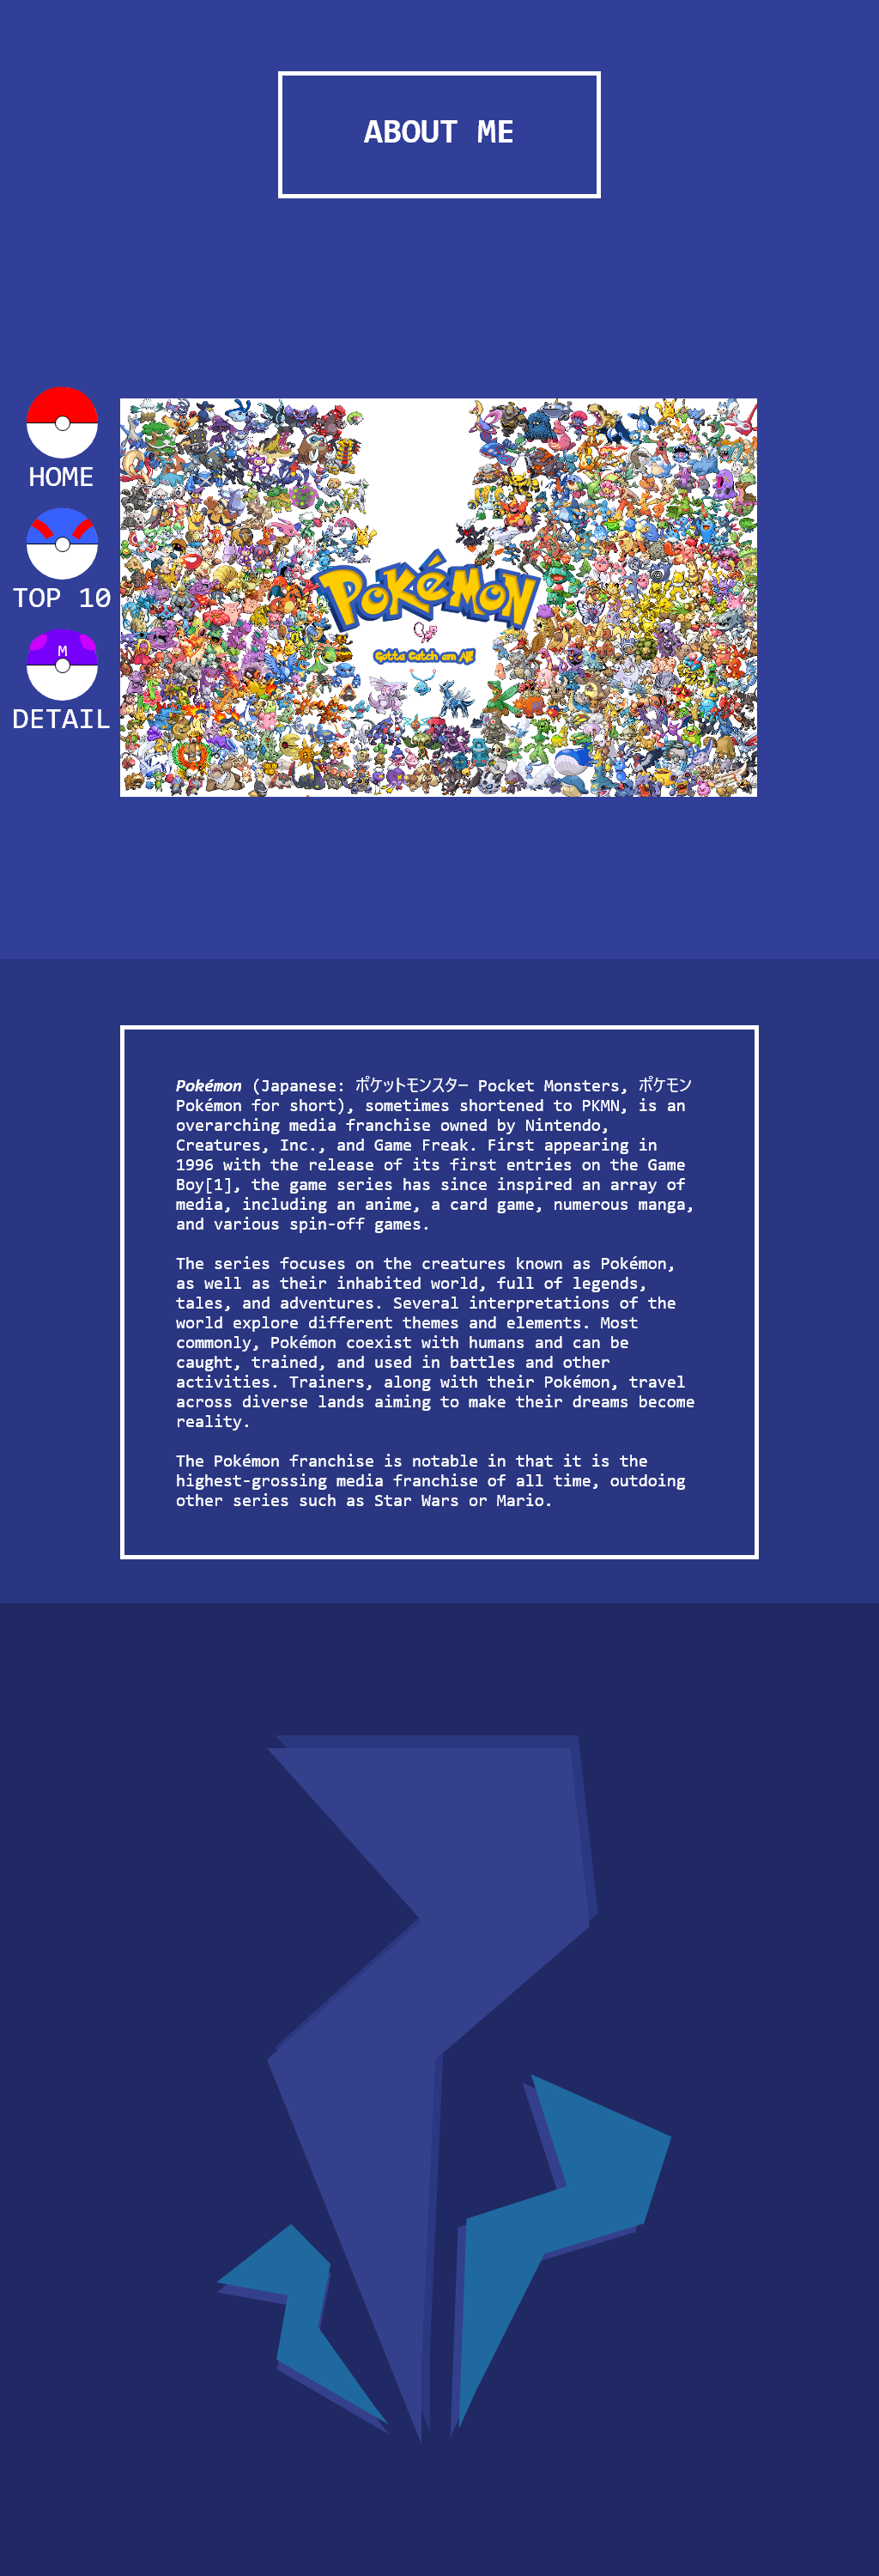 ABOUT ME
HOME
TOP 10
M
DETAIL
POKéMON
Gotta Catch em All!
Pokémon (Japanese: ポケットモンスター Pocket Monsters, ポケモン
Pokémon for short), sometimes shortened to PKMN, is an
overarching media franchise owned by Nintendo,
Creatures, Inc., and Game Freak. First appearing in
1996 with the release of its first entries on the Game
Boy[1], the game series has since inspired an array of
media, including an anime, a card game, numerous manga,
and various spin-off games.
The series focuses on the creatures known as Pokémon,
as well as their inhabited world, full of legends,
tales, and adventures. Several interpretations of the
world explore different themes and elements. Most
commonly, Pokémon coexist with humans and can be
caught, trained, and used in battles and other
activities. Trainers, along with their Pokémon, travel
across diverse lands aiming to make their dreams become
reality.
The Pokémon franchise is notable in that it is the
highest-grossing media franchise of all time, outdoing
other series such as Star Wars or Mario.